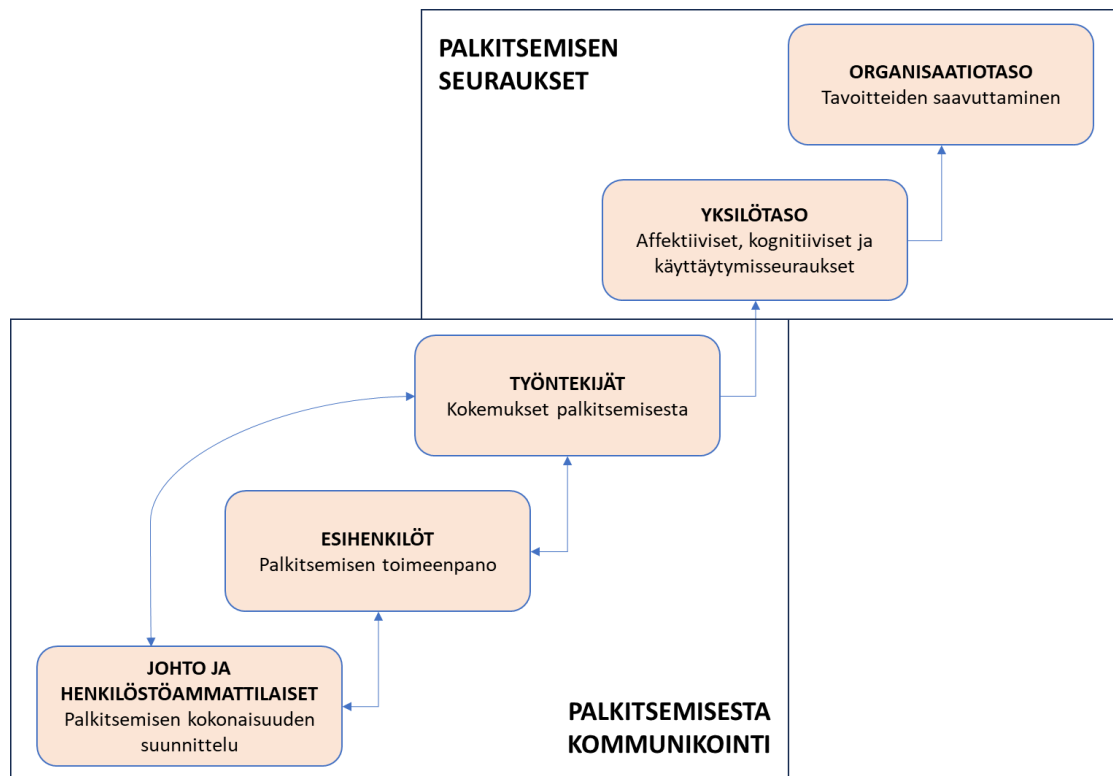 PALKITSEMISEN
SEURAUKSET
ORGANISAATIOTASO
Tavoitteiden saavuttaminen
YKSILÖTASO
Affektiiviset, kognitiiviset ja
käyttäytymisseuraukset
TYÖNTEKIJÄT
Kokemukset palkitsemisesta
ESIHENKILÖT
Palkitsemisen toimeenpano
JOHTO JA
HENKILÖSTÖAMMATTILAISET
Palkitsemisen kokonaisuuden
suunnittelu
PALKITSEMISESTA
KOMMUNIKOINTI